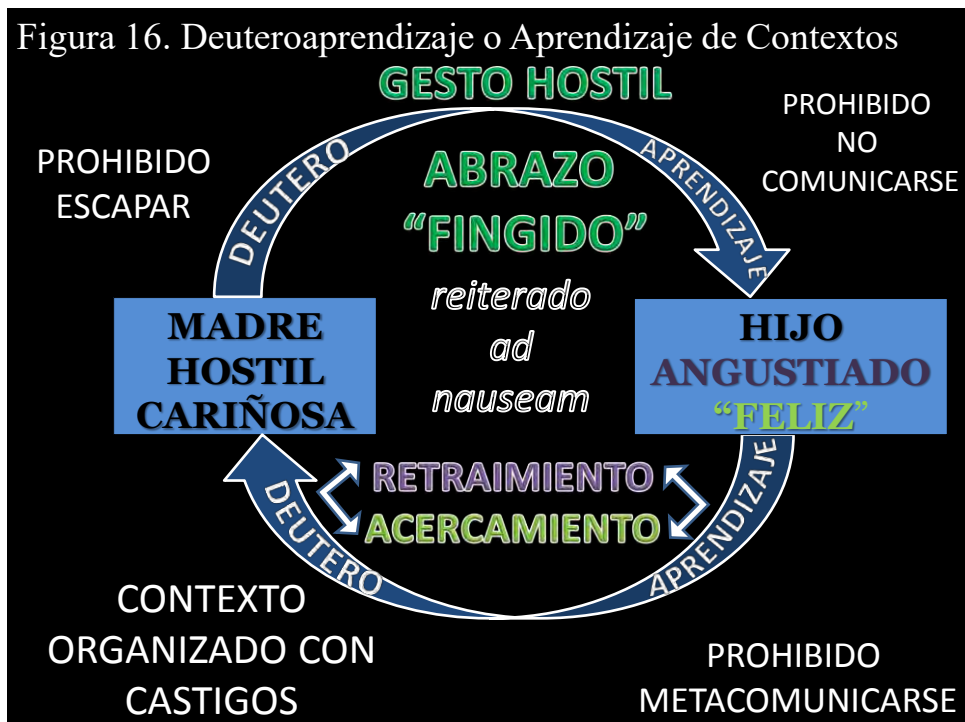 Figura 16. Deuteroaprendizaje o Aprendizaje de Contextos
GESTO HOSTIL
PROHIBIDO
ESCAPAR
DEUTERO
APRENDIZAJE
PROHIBIDO
NO
COMUNICARSE
ABRAZO
“FINGIDO”
reiterado
ad
nauseam
MADRE
HOSTIL
CARIÑOSA
HIJO
ANGUSTIADO
“FELIZ”
RETRAIMIENTO
ACERCAMIENTO
DEUTERO
APRENDIZAJE
CONTEXTO
ORGANIZADO CON
CASTIGOS
PROHIBIDO
METACOMUNICARSE